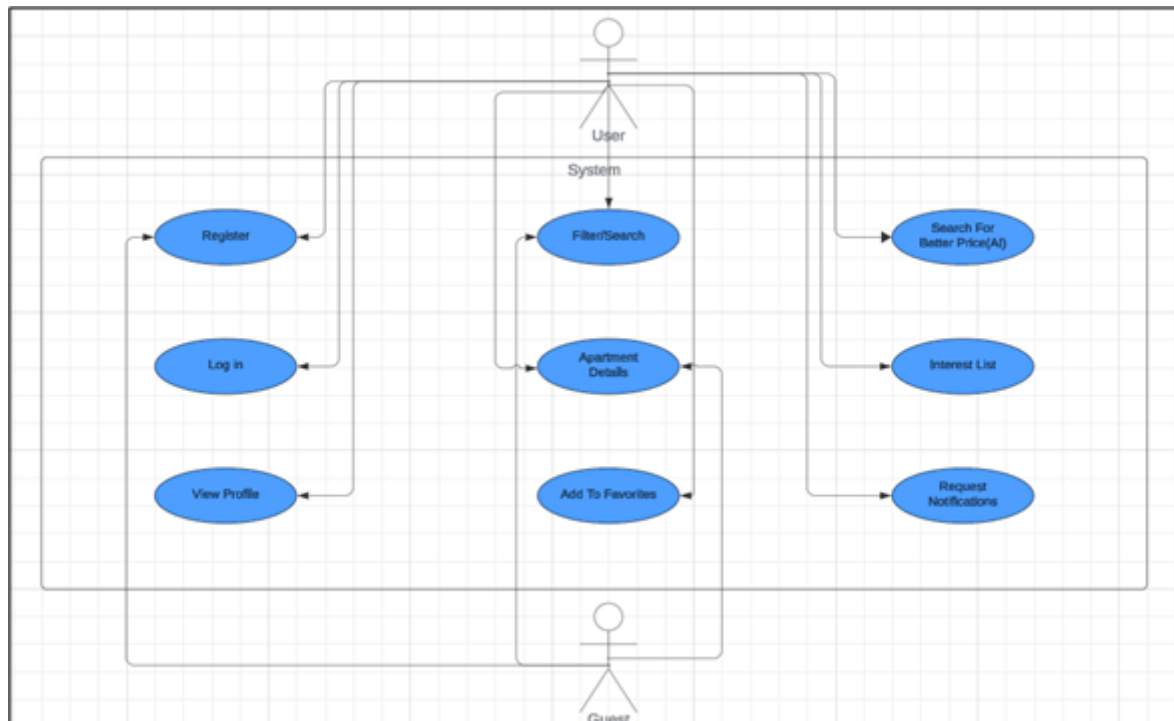 User
System
Register
Filter/Search
Search For
Better Price(AI)
Log in
Apartment
Details
Interest List
View Profile
Add To Favorites
Request
Notifications
Guest